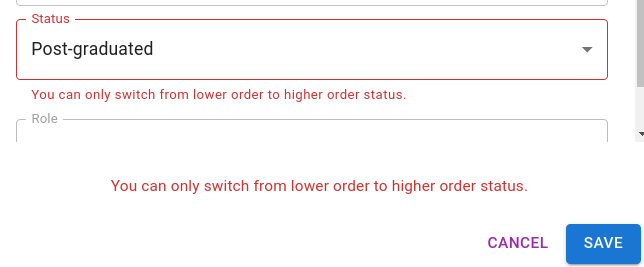 Status
Post-graduated
You can only switch from lower order to higher order status.
Role
You can only switch from lower order to higher order status.
CANCEL SAVE